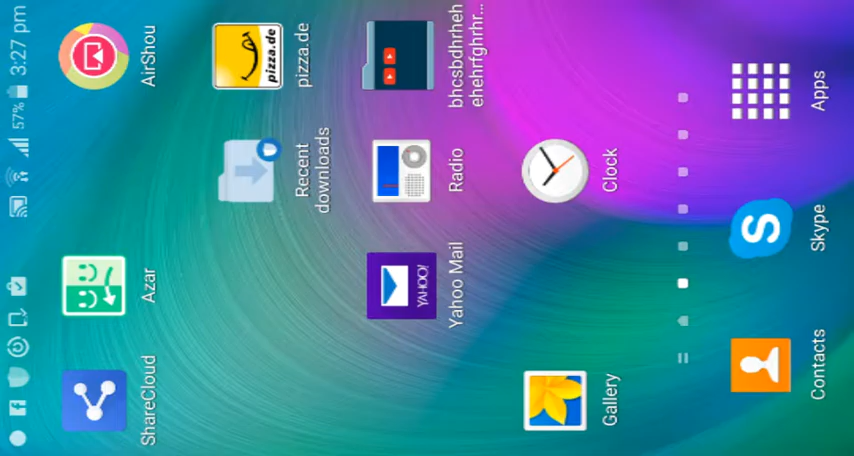 57% 3:27 pm
ShareCloud
Azar
AirShou
Recent
downloads
pizza.de
pizza.de
YAHOO!
Yahoo Mail
Radio
bhcsbdhrheh
ehehrfghrhr...
Gallery
Clock
Contacts
Skype
Apps